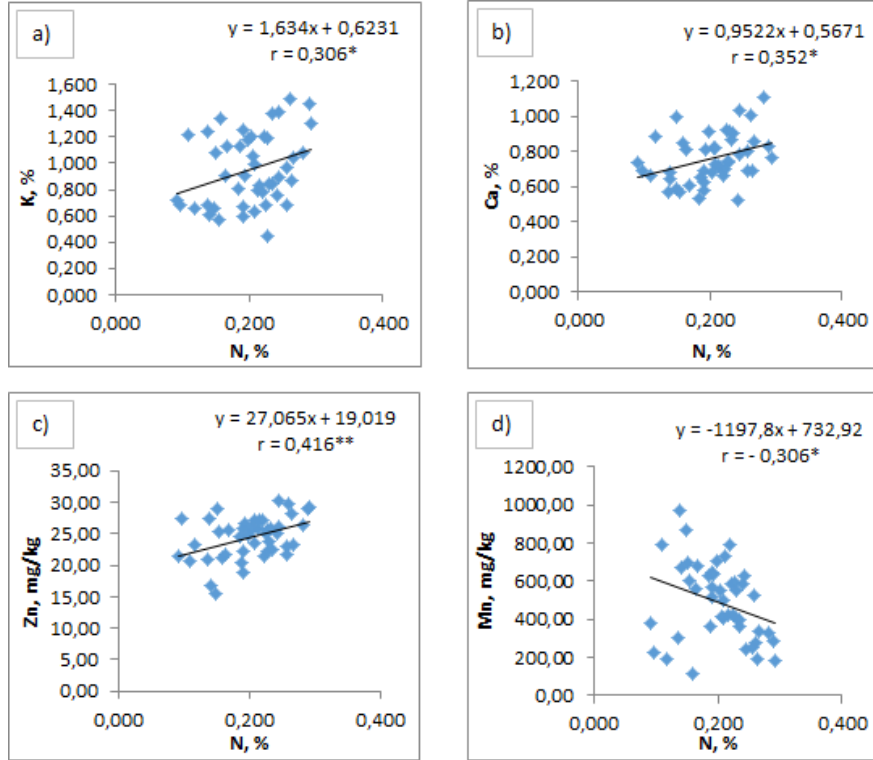 a)
y = 1,634x + 0,6231
r = 0,306*
1,600
1,400
1,200
1,000
0,800
0,600
0,400
0,200
0,000
K, %
0,000 0,200 0,400
N, %
b)
y = 0,9522x + 0,5671
r = 0,352*
1,200
1,000
0,800
0,600
0,400
0,200
0,000
Ca, %
0,000 0,200 0,400
N, %
c)
y = 27,065x + 19,019
r = 0,416**
35,00
30,00
25,00
20,00
15,00
10,00
5,00
0,00
Zn, mg/kg
0,000 0,200 0,400
N, %
d)
y = -1197,8x + 732,92
r = - 0,306*
1200,00
1000,00
800,00
600,00
400,00
200,00
0,00
Mn, mg/kg
0,000 0,200 0,400
N, %